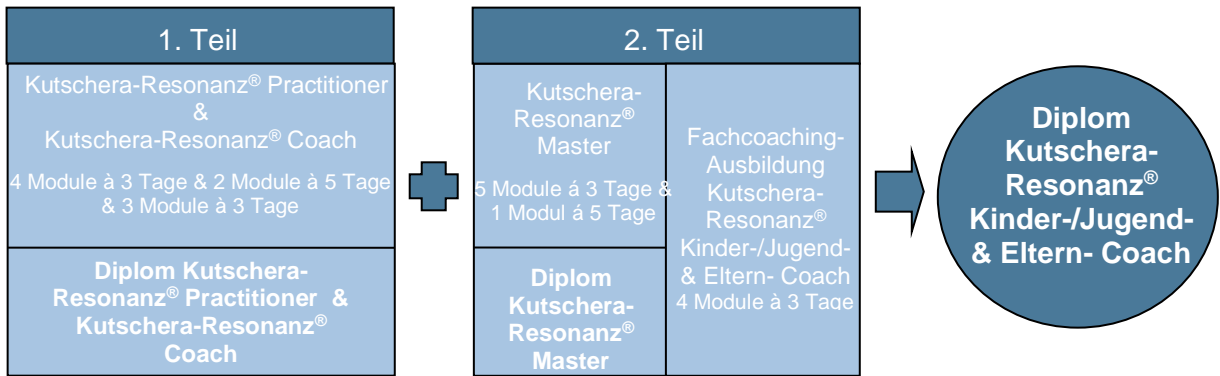 1. Teil
Kutschera-Resonanz® Practitioner
&
Kutschera-Resonanz® Coach
4 Module à 3 Tage & 2 Module à 5 Tage
& 3 Module à 3 Tage
Diplom Kutschera-
Resonanz® Practitioner &
Kutschera-Resonanz®
Coach
2. Teil
Kutschera-
Resonanz®
Master
5 Module á 3 Tage &
1 Modul á 5 Tage
Diplom
Kutschera-
Resonanz®
Master
Fachcoaching-
Ausbildung
Kutschera-
Resonanz®
Kinder-/Jugend-
& Eltern- Coach
4 Module à 3 Tage
Diplom
Kutschera-
Resonanz®
Kinder-/Jugend-
& Eltern- Coach